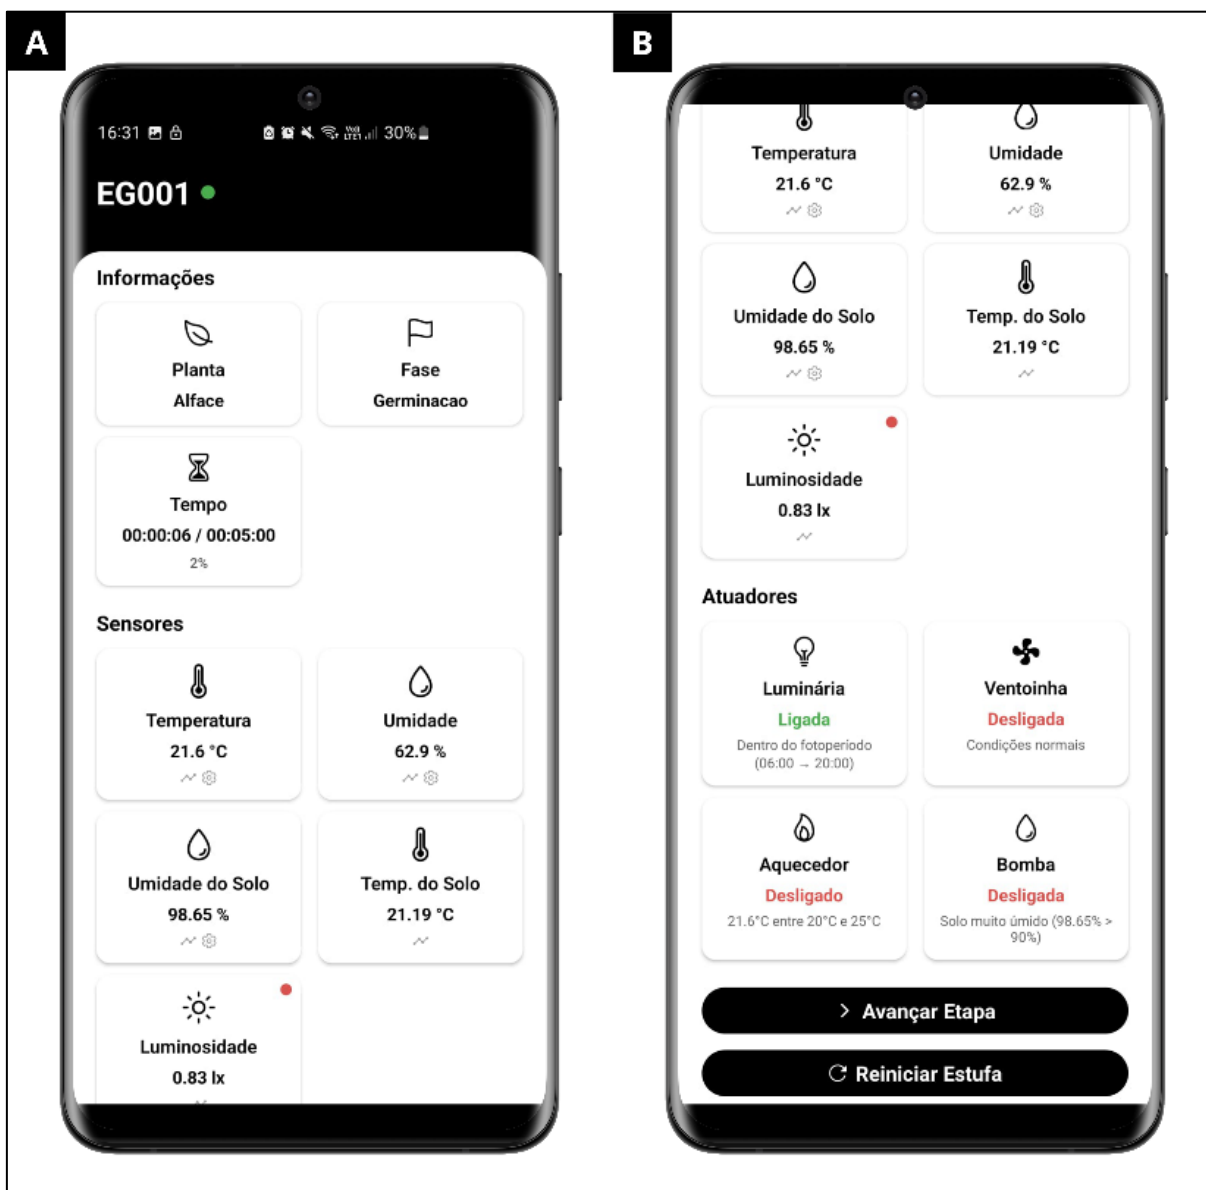 A
16:31
30%
EG001
Informações
Planta
Alface
Fase
Germinacao
Tempo
00:00:06 / 00:05:00
2%
Sensores
Temperatura
21.6 °C
Umidade
62.9 %
Umidade do Solo
98.65 %
Temp. do Solo
21.19 °C
Luminosidade
0.83 lx
B
Temperatura
21.6 °C
Umidade
62.9 %
Umidade do Solo
98.65 %
Temp. do Solo
21.19 °C
Luminosidade
0.83 lx
Atuadores
Luminária
Ligada
Dentro do fotoperíodo
(06:00 → 20:00)
Ventoinha
Desligada
Condições normais
Aquecedor
Desligado
21.6°C entre 20°C e 25°C
Bomba
Desligada
Solo muito úmido (98.65% >
90%)
Avançar Etapa
Reiniciar Estufa